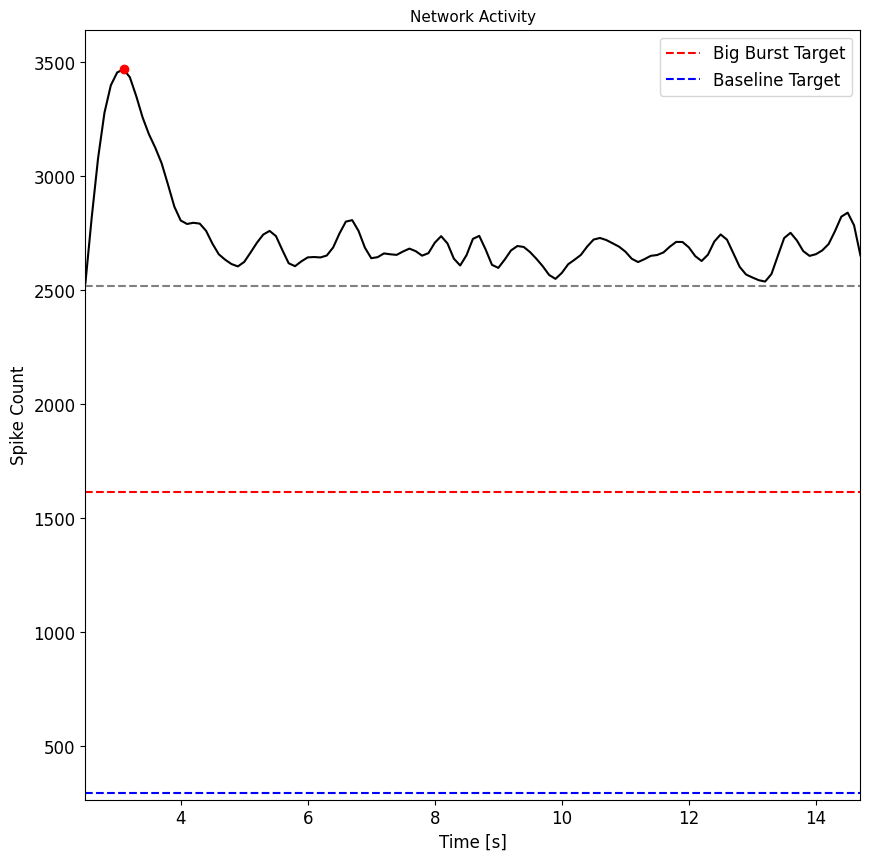 Network Activity
Big Burst Target
Baseline Target
3500
3000
2500
2000
1500
1000
500
Spike Count
4 6 8 10 12 14
Time [s]